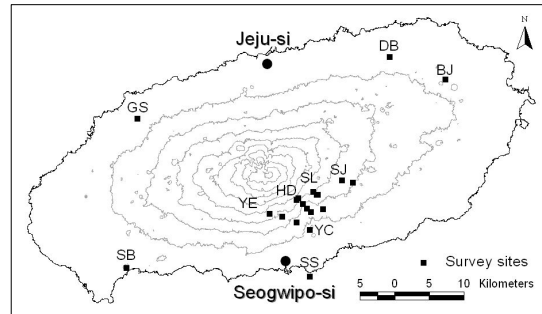 N
DB
Jeju-si
BJ
GS
SL
SJ
HD
YE
YC
SB
SS
Survey sites
Seogwipo-si
5 0 5 10 Kilometers